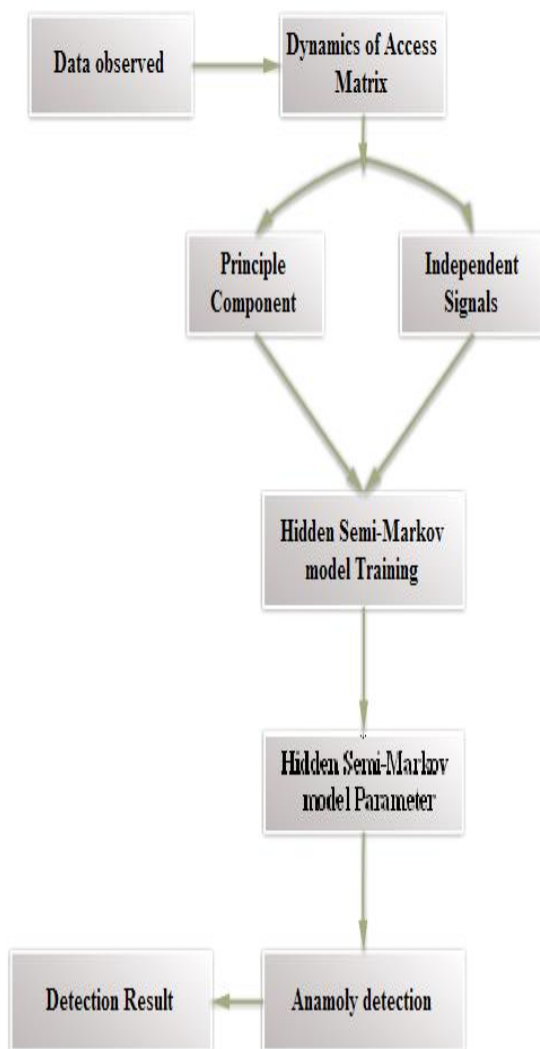 Data observed
Dynamics of Access
Matrix
Principle
Component
Independent
Signals
Hidden Semi-Markov
model Training
Hidden Semi-Markov
model Parameter
Detection Result
Anamoly detection